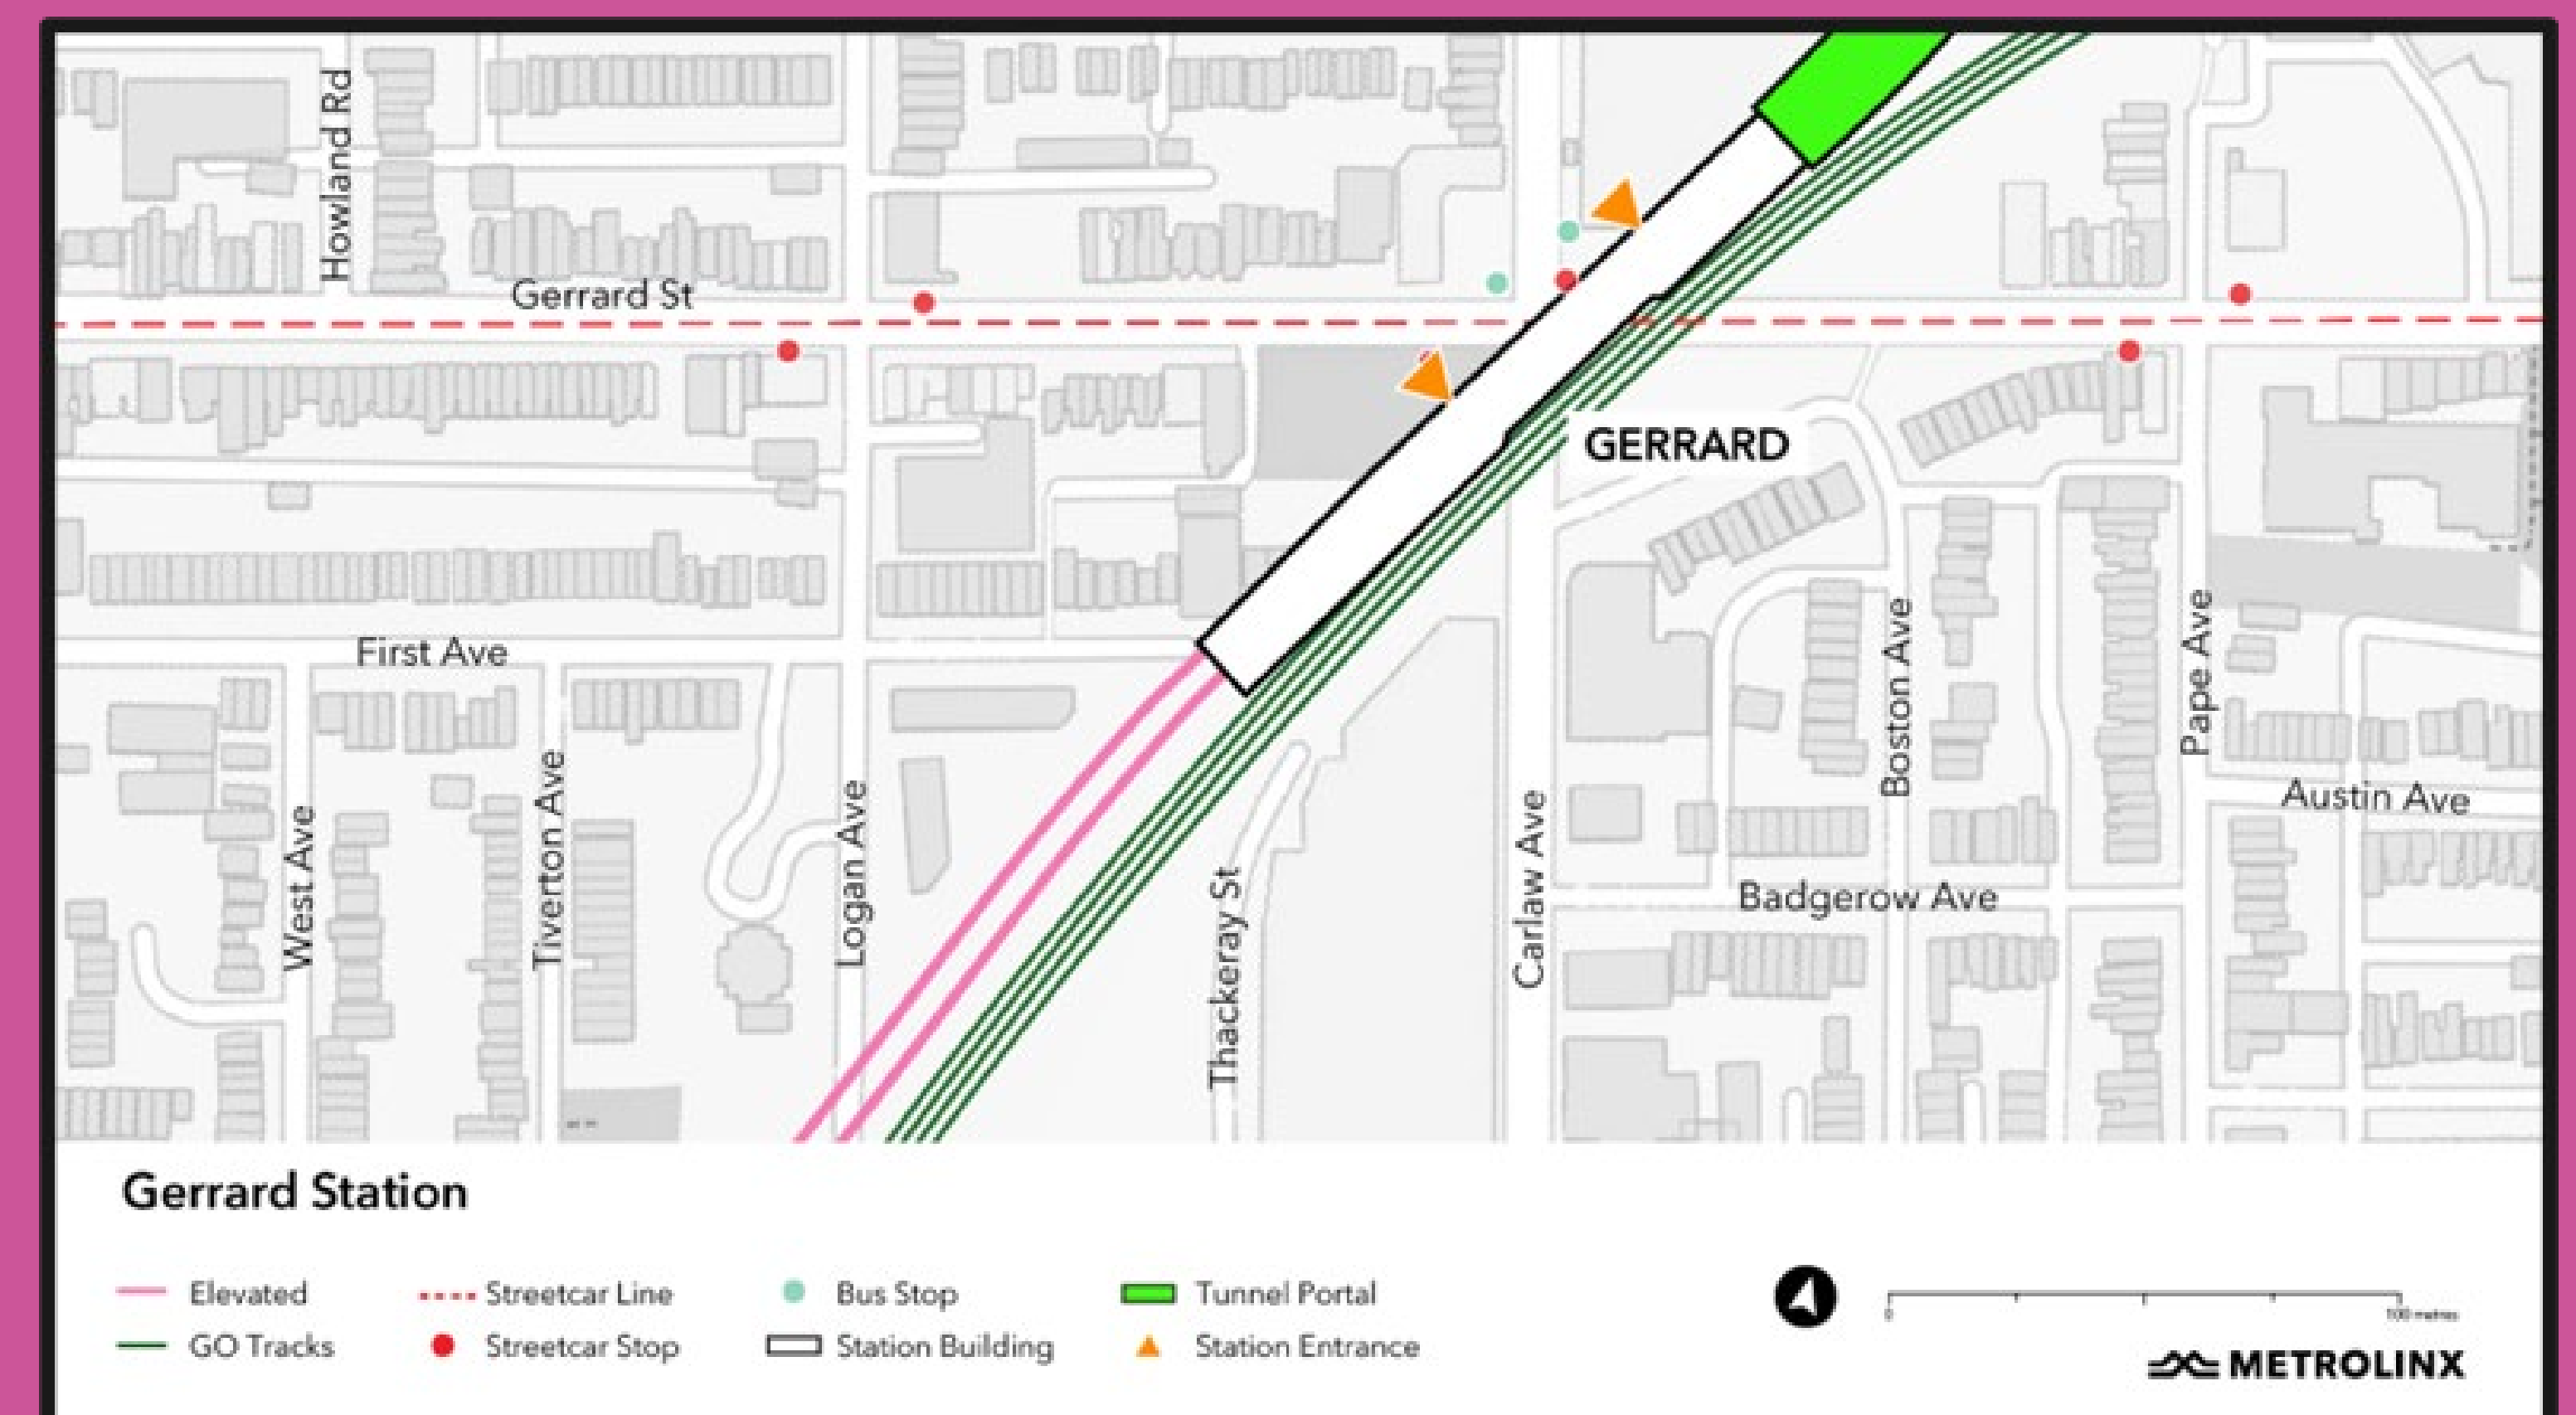 Howland Rd
Gerrard St
GERRARD
First Ave
West Ave
Tiverton Ave
Logan Ave
Thackeray St
Carlaw Ave
Boston Ave
Pape Ave
Austin Ave
Badgerow Ave
Gerrard Station
Elevated
Streetcar Line
Bus Stop
Tunnel Portal
GO Tracks
Streetcar Stop
Station Building
Station Entrance
0
100 metres
METROLINX